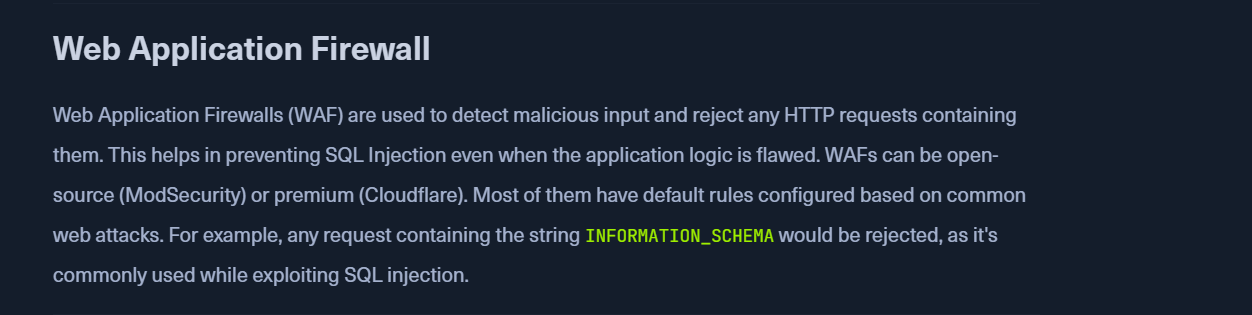 Web Application Firewall
Web Application Firewalls (WAF) are used to detect malicious input and reject any HTTP requests containing
them. This helps in preventing SQL Injection even when the application logic is flawed. WAFs can be open-
source (ModSecurity) or premium (Cloudflare). Most of them have default rules configured based on common
web attacks. For example, any request containing the string INFORMATION_SCHEMA would be rejected, as it's
commonly used while exploiting SQL injection.